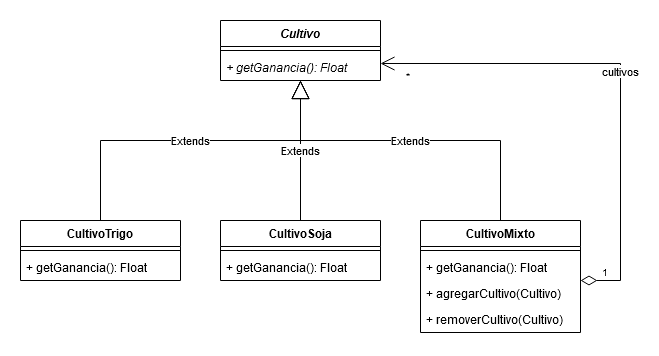 Cultivo
+ getGanancia(): Float
*
cultivos
Extends
Extends
Extends
CultivoTrigo
+ getGanancia(): Float
CultivoSoja
+ getGanancia(): Float
CultivoMixto
+ getGanancia(): Float
+ agregarCultivo(Cultivo)
+ removerCultivo(Cultivo)
1